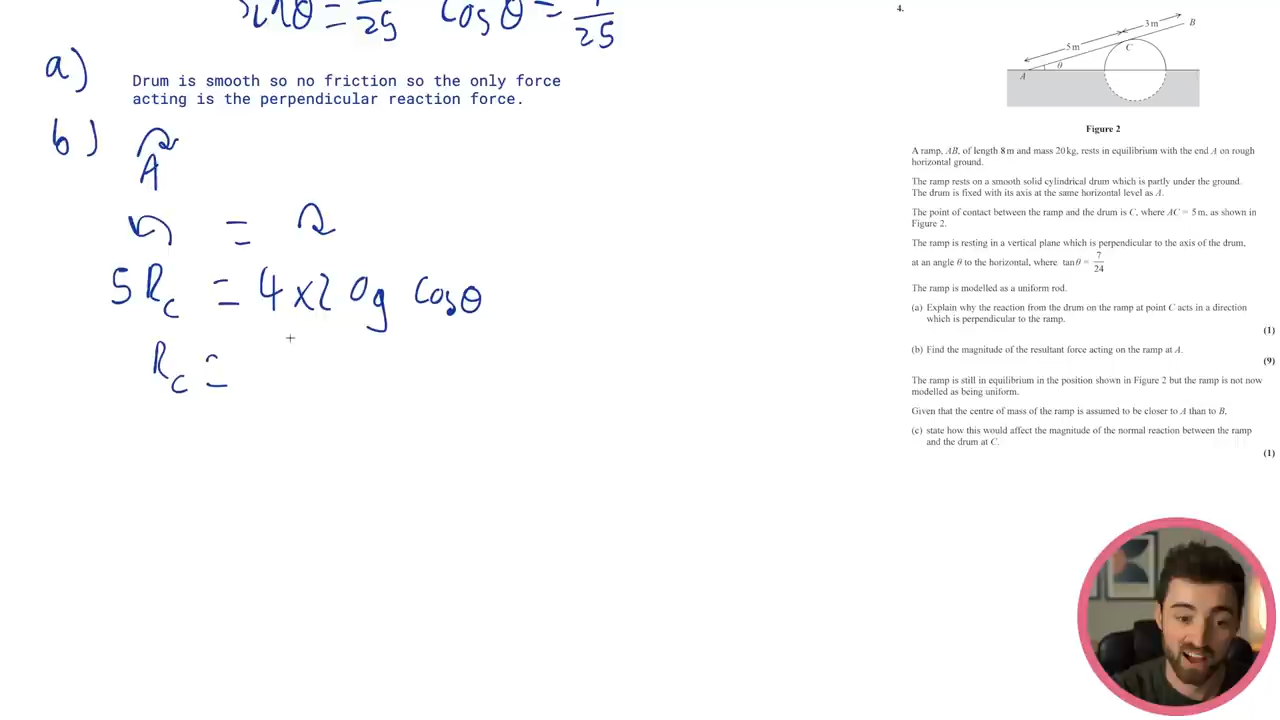 sinθ = /25 cosθ = /25
a)
Drum is smooth so no friction so the only force
acting is the perpendicular reaction force.
b) A
=
5R_C = 4×20g cosθ
R_C =
4.
3 m B
5 m C
θ
A
Figure 2
A ramp, AB, of length 8 m and mass 20 kg, rests in equilibrium with the end A on rough
horizontal ground.
The ramp rests on a smooth solid cylindrical drum which is partly under the ground.
The drum is fixed with its axis at the same horizontal level as A.
The point of contact between the ramp and the drum is C, where AC = 5 m, as shown in
Figure 2.
The ramp is resting in a vertical plane which is perpendicular to the axis of the drum,
at an angle θ to the horizontal, where tan θ = 7/24
The ramp is modelled as a uniform rod.
(a) Explain why the reaction from the drum on the ramp at point C acts in a direction
which is perpendicular to the ramp.
(1)
(b) Find the magnitude of the resultant force acting on the ramp at A.
(9)
The ramp is still in equilibrium in the position shown in Figure 2 but the ramp is not now
modelled as being uniform.
Given that the centre of mass of the ramp is assumed to be closer to A than to B,
(c) state how this would affect the magnitude of the normal reaction between the ramp
and the drum at C.
(1)